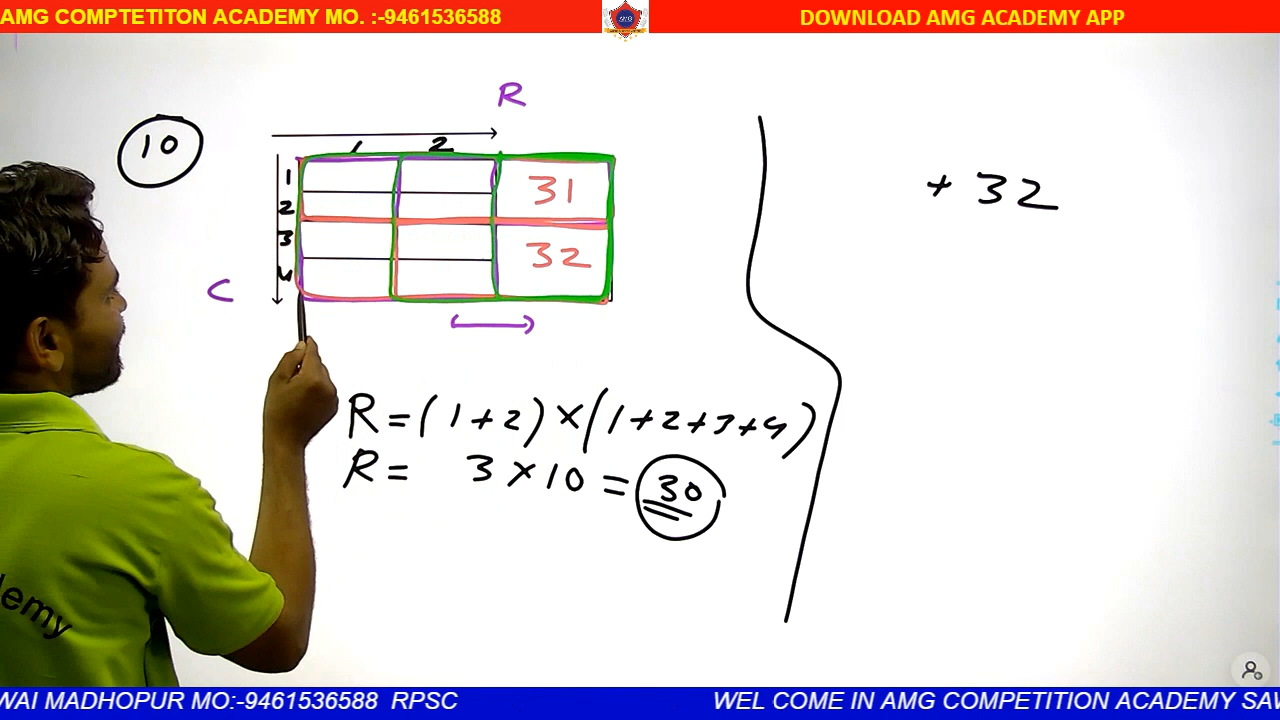 AMG COMPTETITON ACADEMY MO. :-9461536588
AMG
DOWNLOAD AMG ACADEMY APP
R
10
1 2
1
2
3
4
31
32
C
+ 32
R = (1+2) × (1+2+3+4)
R = 3 × 10 = 30
demy
WAI MADHOPUR MO:-9461536588 RPSC
WEL COME IN AMG COMPETITION ACADEMY SAW